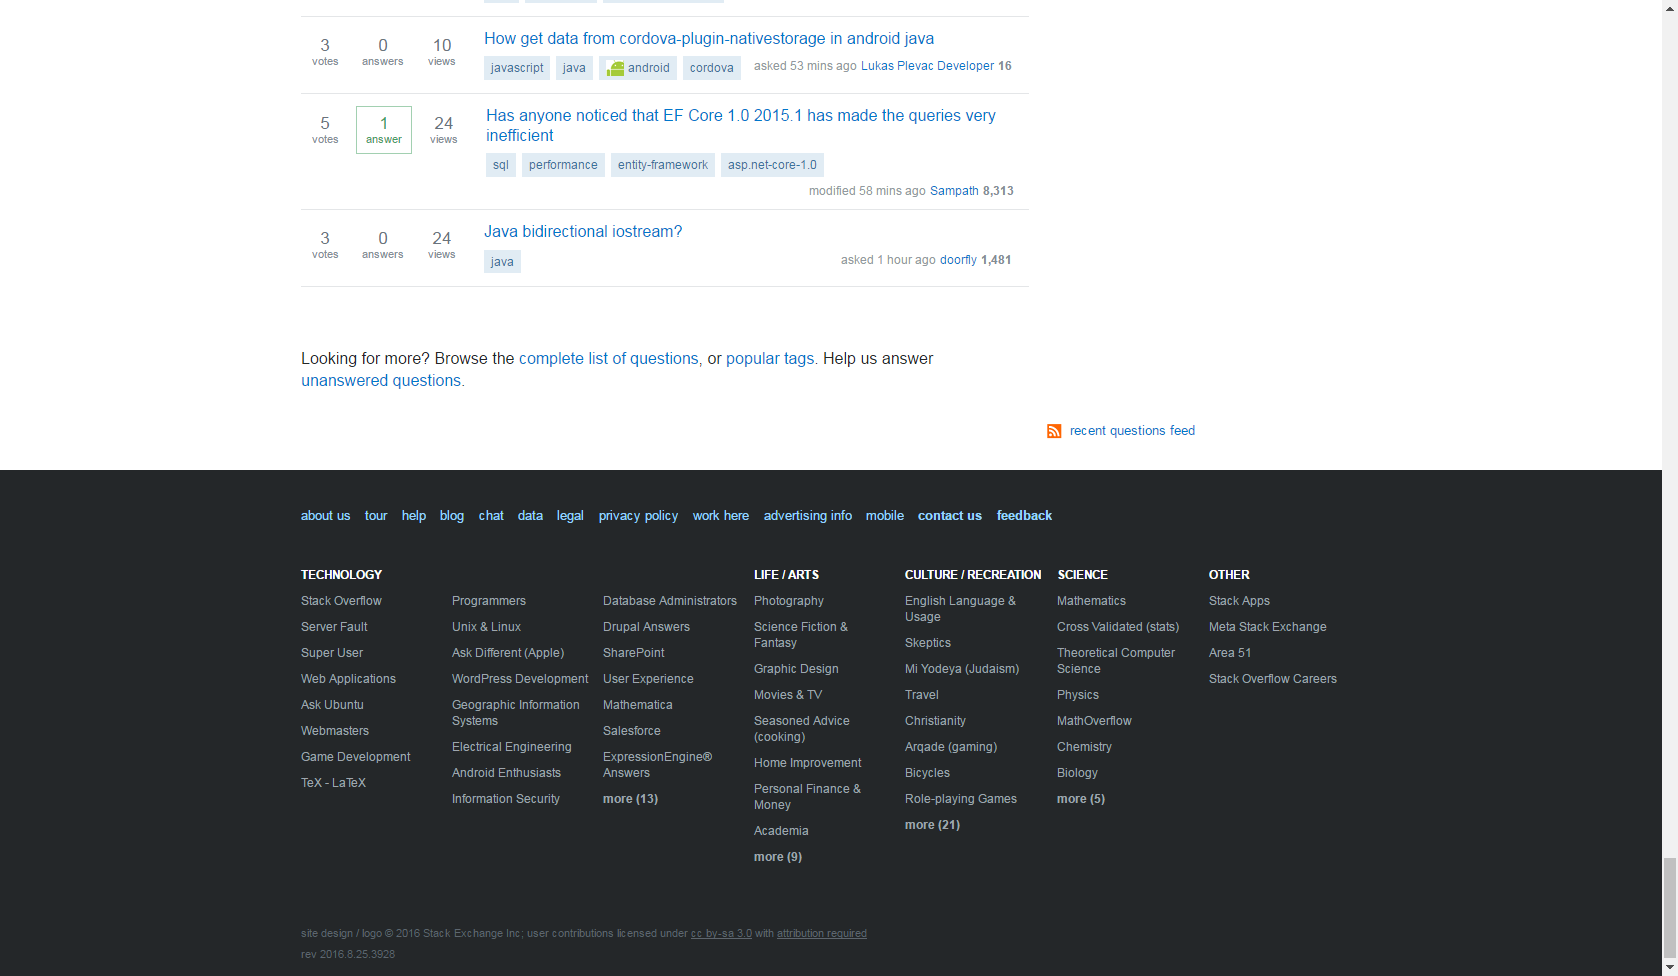 How get data from cordova-plugin-nativestorage in android java
3 0 10
votes answers views
javascript java android cordova asked 53 mins ago Lukas Plevac Developer 16
Has anyone noticed that EF Core 1.0 2015.1 has made the queries very
inefficient
5 1 24
votes answer views
sql performance entity-framework asp.net-core-1.0
modified 58 mins ago Sampath 8,313
Java bidirectional iostream?
3 0 24
votes answers views
java asked 1 hour ago doorfly 1,481
Looking for more? Browse the complete list of questions, or popular tags. Help us answer
unanswered questions.
recent questions feed
about us tour help blog chat data legal privacy policy work here advertising info mobile contact us feedback
TECHNOLOGY
Stack Overflow
Server Fault
Super User
Web Applications
Ask Ubuntu
Webmasters
Game Development
TeX - LaTeX
Programmers
Unix & Linux
Ask Different (Apple)
WordPress Development
Geographic Information
Systems
Electrical Engineering
Android Enthusiasts
Information Security
Database Administrators
Drupal Answers
SharePoint
User Experience
Mathematica
Salesforce
ExpressionEngine®
Answers
more (13)
LIFE / ARTS
Photography
Science Fiction &
Fantasy
Graphic Design
Movies & TV
Seasoned Advice
(cooking)
Home Improvement
Personal Finance &
Money
Academia
more (9)
CULTURE / RECREATION
English Language &
Usage
Skeptics
Mi Yodeya (Judaism)
Travel
Christianity
Arqade (gaming)
Bicycles
Role-playing Games
more (21)
SCIENCE
Mathematics
Cross Validated (stats)
Theoretical Computer
Science
Physics
MathOverflow
Chemistry
Biology
more (5)
OTHER
Stack Apps
Meta Stack Exchange
Area 51
Stack Overflow Careers
site design / logo © 2016 Stack Exchange Inc; user contributions licensed under cc by-sa 3.0 with attribution required
rev 2016.8.25.3928